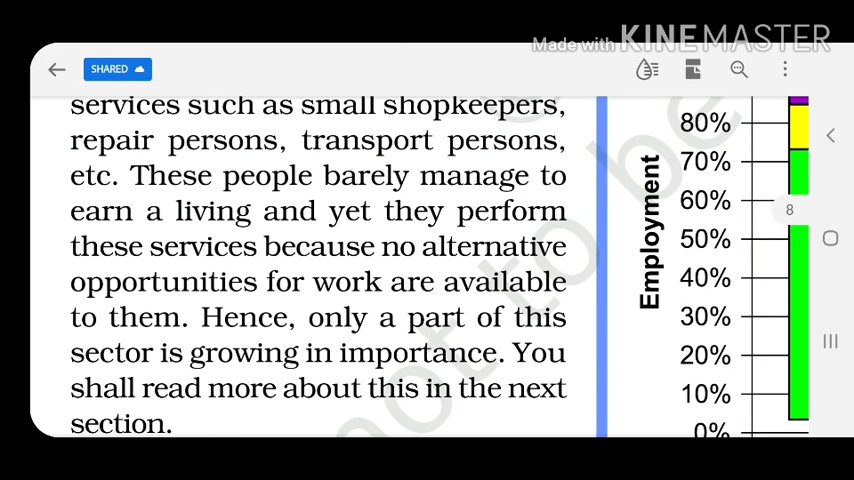 Made with KINEMASTER
SHARED
services such as small shopkeepers,
repair persons, transport persons,
etc. These people barely manage to
earn a living and yet they perform
these services because no alternative
opportunities for work are available
to them. Hence, only a part of this
sector is growing in importance. You
shall read more about this in the next
section.
not to be
Employment
80%
70%
60%
50%
40%
30%
20%
10%
0%
8